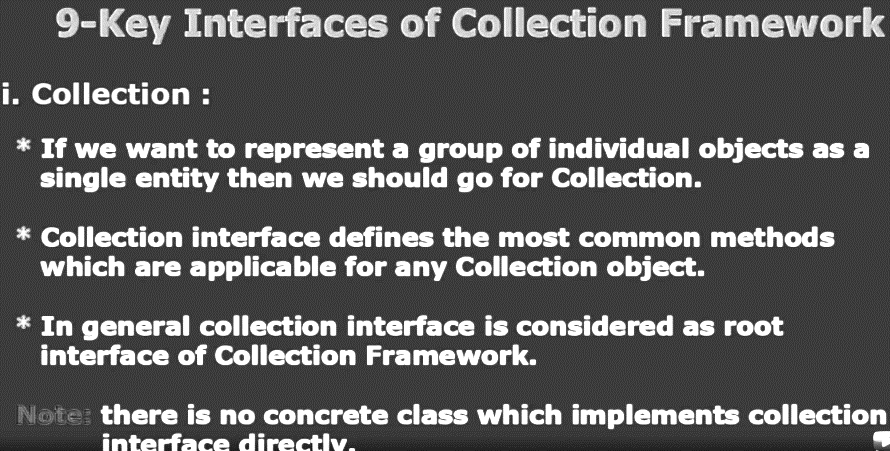 9-Key Interfaces of Collection Framework
i. Collection :
* If we want to represent a group of individual objects as a
single entity then we should go for Collection.
* Collection interface defines the most common methods
which are applicable for any Collection object.
* In general collection interface is considered as root
interface of Collection Framework.
Note: there is no concrete class which implements collection
interface directly.